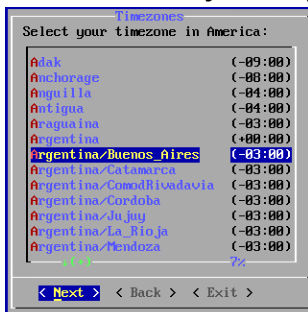 Timezones
Select your timezone in America:
Adak (-09:00)
Anchorage (-08:00)
Anguilla (-04:00)
Antigua (-04:00)
Araguaina (-03:00)
Argentina (+00:00)
Argentina/Buenos_Aires (-03:00)
Argentina/Catamarca (-03:00)
Argentina/ComodRivadavia (-03:00)
Argentina/Cordoba (-03:00)
Argentina/Jujuy (-03:00)
Argentina/La_Rioja (-03:00)
Argentina/Mendoza (-03:00)
↓(+) 7%
< Next > < Back > < Exit >